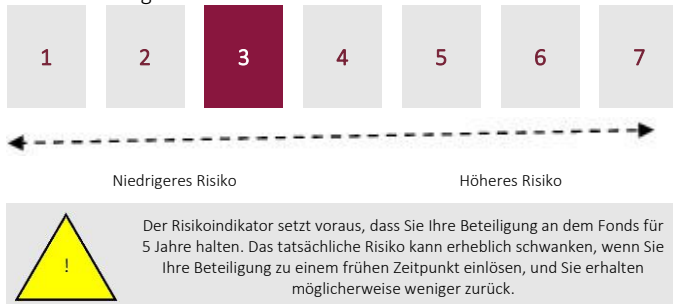 1 2 3 4 5 6 7
Niedrigeres Risiko Höheres Risiko
!
Der Risikoindikator setzt voraus, dass Sie Ihre Beteiligung an dem Fonds für
5 Jahre halten. Das tatsächliche Risiko kann erheblich schwanken, wenn Sie
Ihre Beteiligung zu einem frühen Zeitpunkt einlösen, und Sie erhalten
möglicherweise weniger zurück.